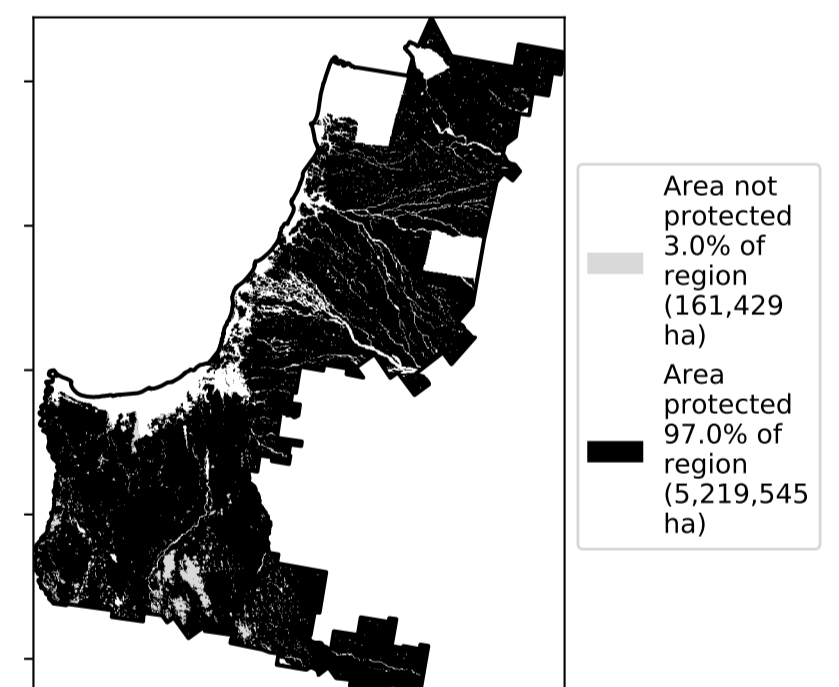 Area not
protected
3.0% of
region
(161,429
ha)
Area
protected
97.0% of
region
(5,219,545
ha)